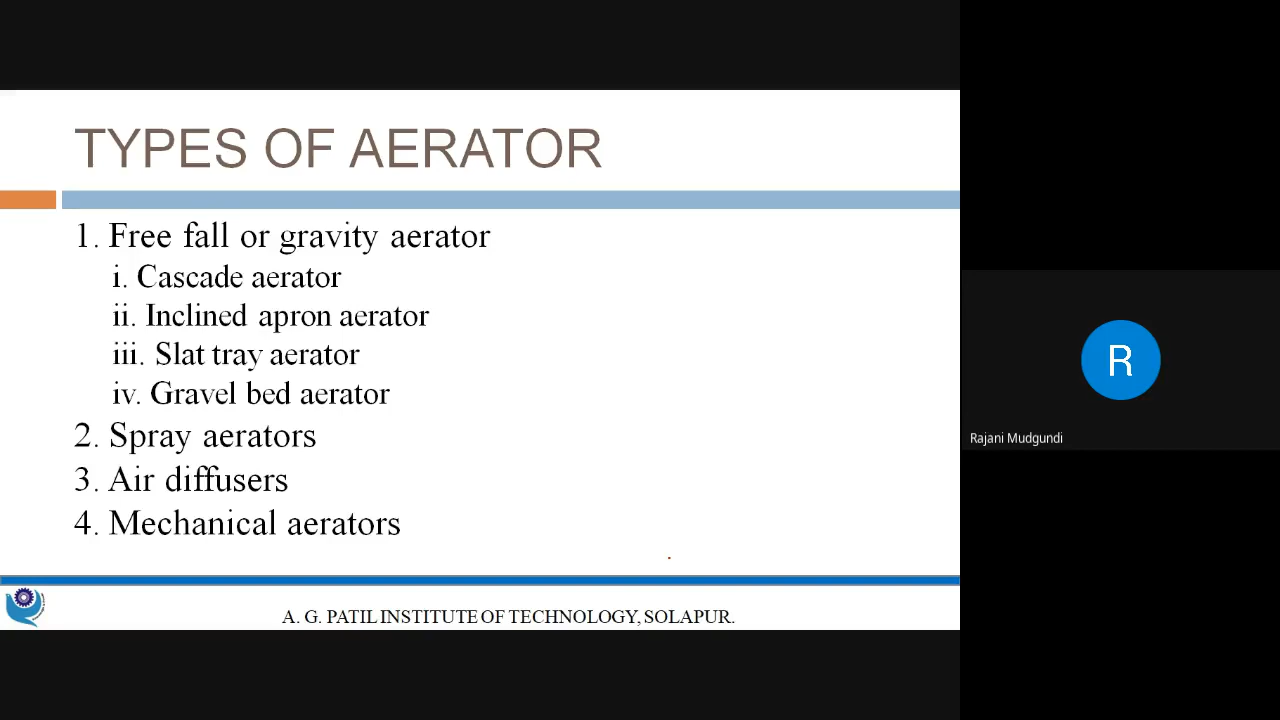 TYPES OF AERATOR
1. Free fall or gravity aerator
i. Cascade aerator
ii. Inclined apron aerator
iii. Slat tray aerator
iv. Gravel bed aerator
2. Spray aerators
3. Air diffusers
4. Mechanical aerators
A. G. PATIL INSTITUTE OF TECHNOLOGY, SOLAPUR.
R
Rajani Mudgundi